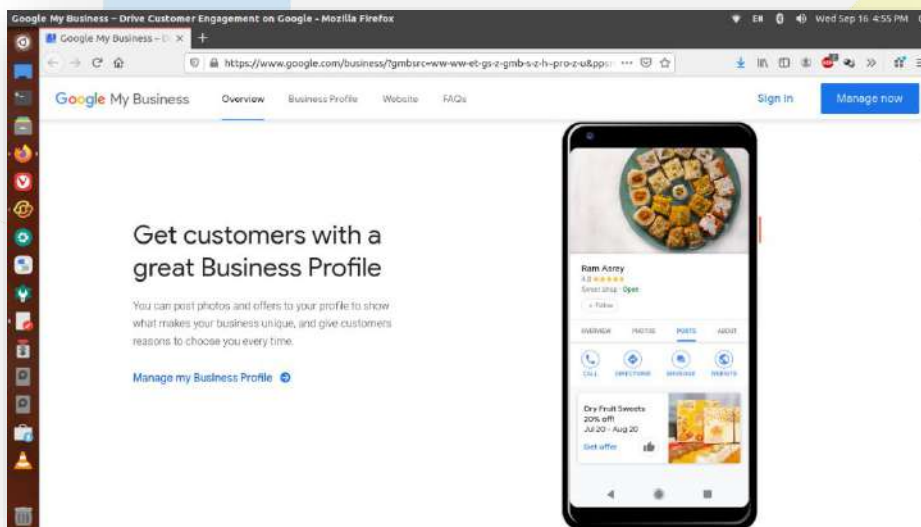 Google My Business – Drive Customer Engagement on Google - Mozilla Firefox
EN
Wed Sep 16 4:55 PM
Google My Business – D
https://www.google.com/business/?gmbsrc=ww-ww-et-gs-z-gmb-s-z-h~pro-z-u&pps
Google My Business
Overview
Business Profile
Website
FAQs
Sign in
Manage now
Get customers with a
great Business Profile
You can post photos and offers to your profile to show
what makes your business unique, and give customers
reasons to choose you every time.
Manage my Business Profile
Ram Asrey
4.8
Sweet Shop · Open
+ Follow
OVERVIEW
PHOTOS
POSTS
ABOUT
CALL
DIRECTIONS
MESSAGE
WEBSITE
Dry Fruit Sweets
20% off!
Jul 20 - Aug 20
Get offer